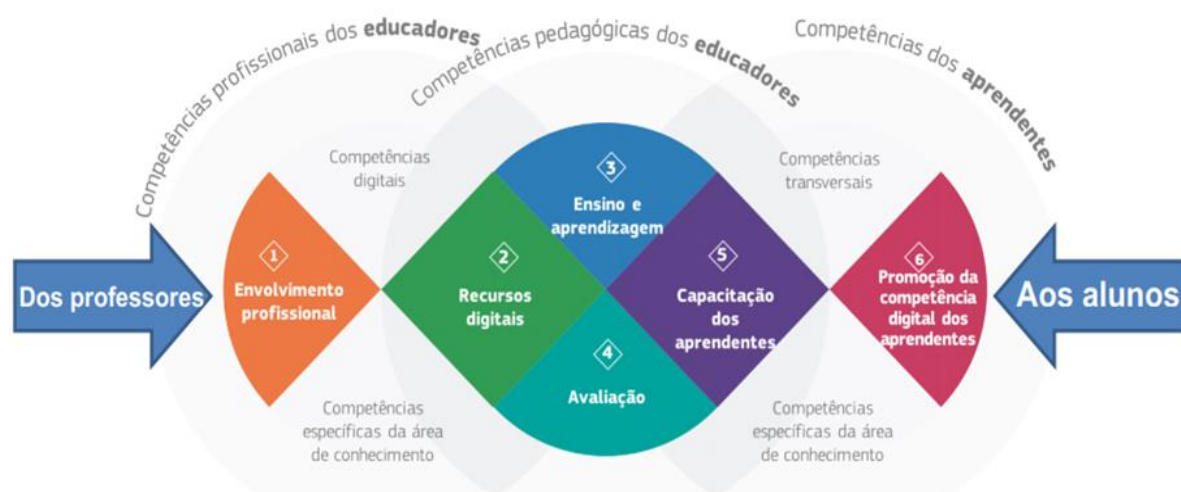 Competências profissionais dos educadores
Competências pedagógicas dos educadores
Competências dos aprendentes
Competências
digitais
Competências
transversais
3
Ensino e
aprendizagem
Dos professores
1
Envolvimento
profissional
2
Recursos
digitais
5
Capacitação
dos
aprendentes
6
Promoção da
competência
digital dos
aprendentes
Aos alunos
4
Avaliação
Competências
específicas da área
de conhecimento
Competências
específicas da área
de conhecimento